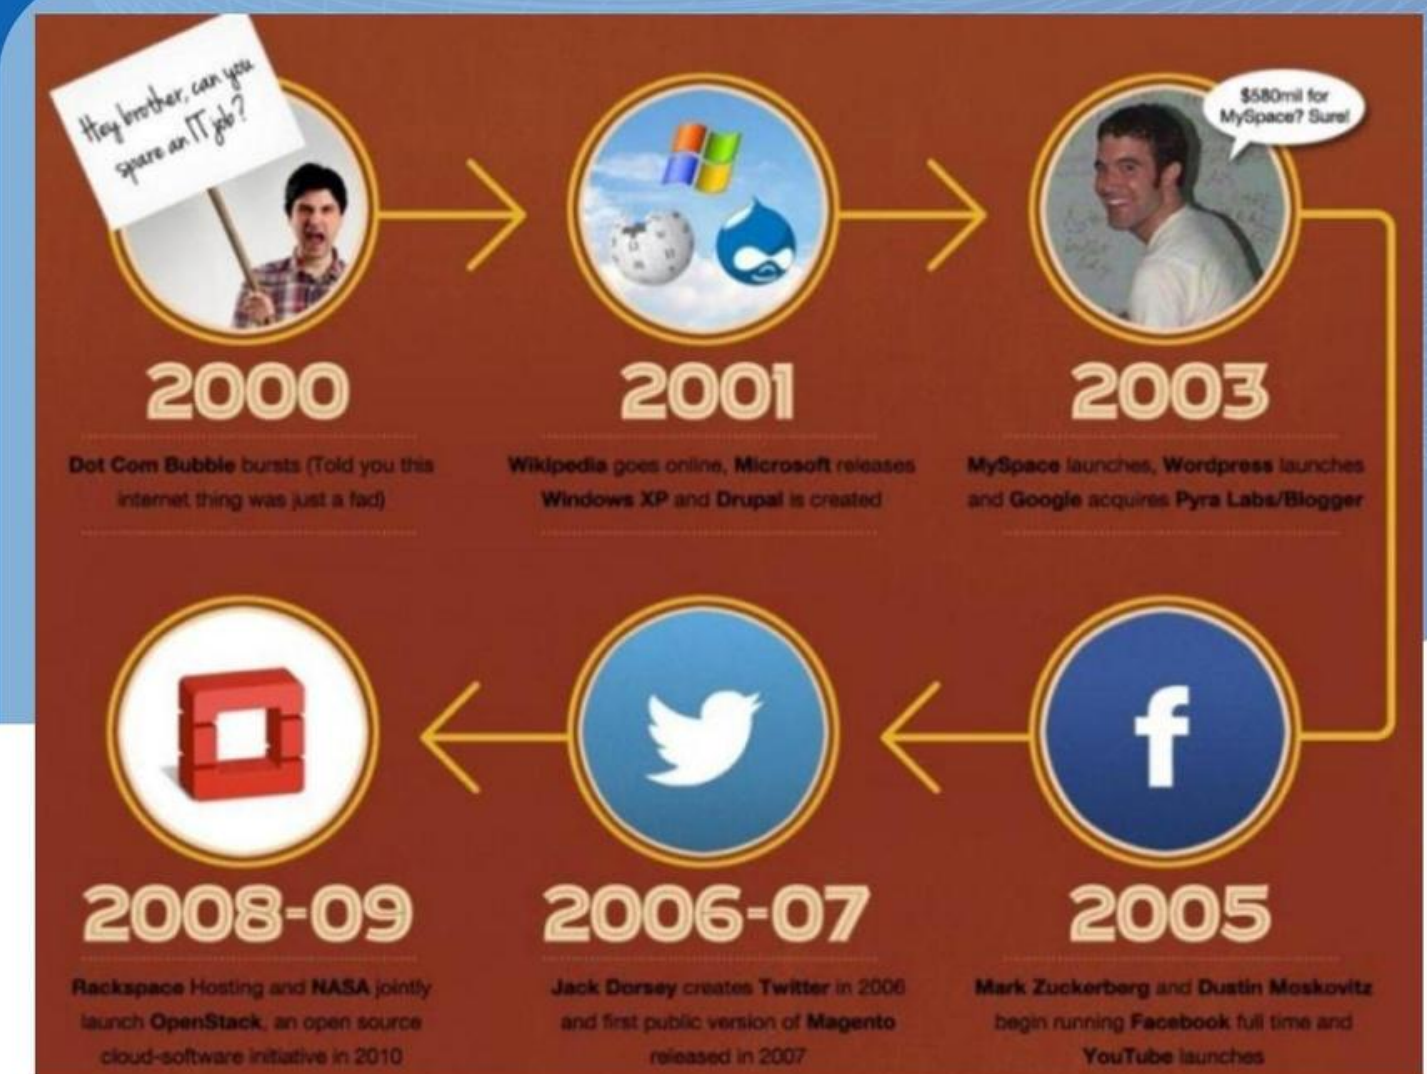 Hey brother, can you
spare an IT job?
$580mil for
MySpace? Sure!
2000
Dot Com Bubble bursts (Told you this
internet thing was just a fad)
2001
Wikipedia goes online, Microsoft releases
Windows XP and Drupal is created
2003
MySpace launches, Wordpress launches
and Google acquires Pyra Labs/Blogger
f
2005
Mark Zuckerberg and Dustin Moskovitz
begin running Facebook full time and
YouTube launches
2006-07
Jack Dorsey creates Twitter in 2006
and first public version of Magento
released in 2007
2008-09
Rackspace Hosting and NASA jointly
launch OpenStack, an open source
cloud-software initiative in 2010